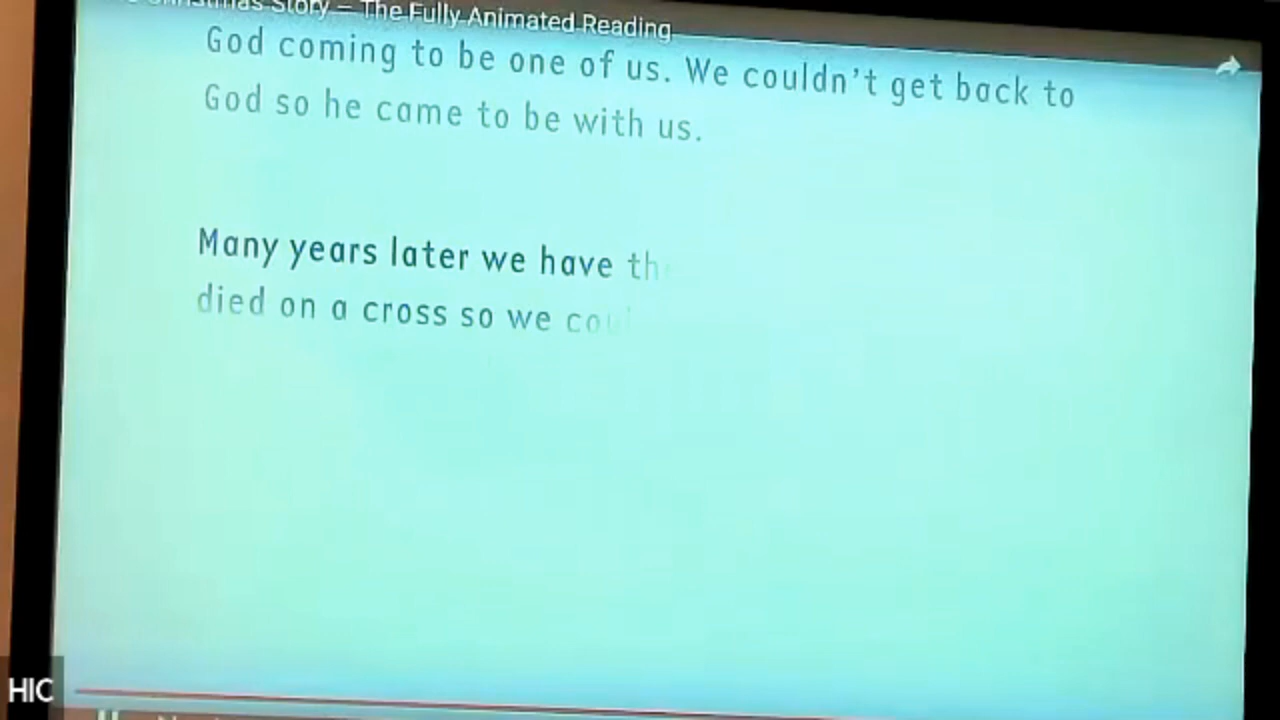 Story – The Fully Animated Reading
God coming to be one of us. We couldn't get back to
God so he came to be with us.
Many years later we have
died on a cross so we
HIC